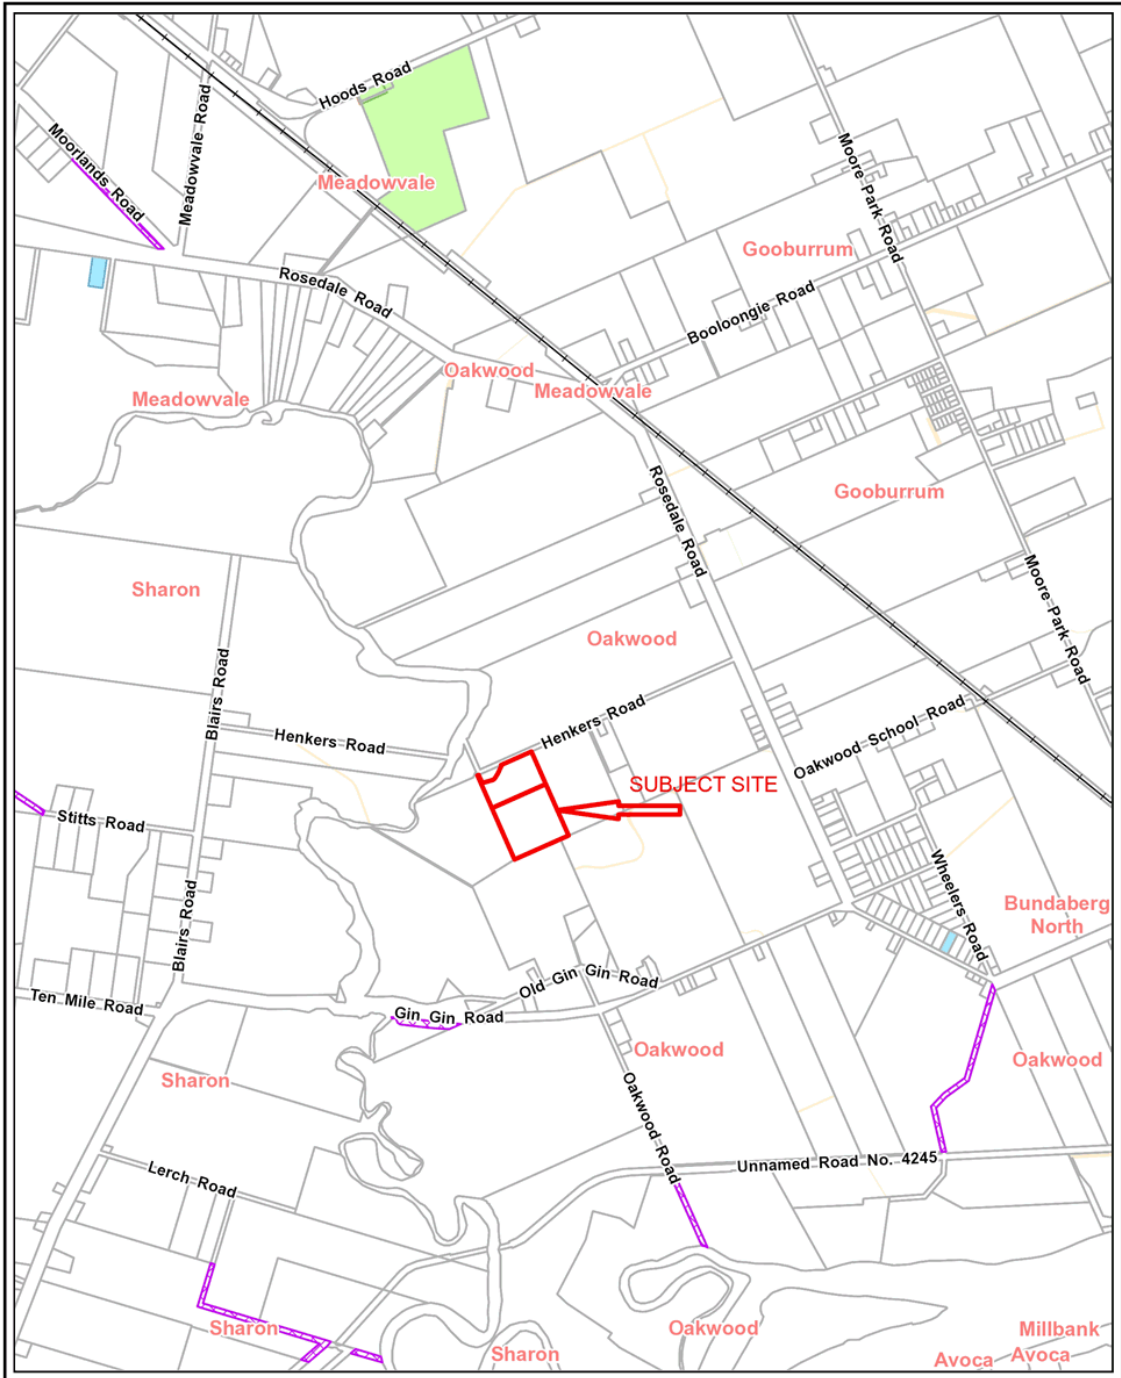 Hoods Road
Meadowvale Road
Moorlands Road
Moore Park Road
Meadowvale
Gooburrum
Rosedale Road
Booloongie Road
Oakwood
Meadowvale
Meadowvale
Rosedale Road
Gooburrum
Moore Park Road
Sharon
Oakwood
Blairs Road
Henkers Road
Henkers Road
Oakwood School Road
SUBJECT SITE
Stitts Road
Wheelers Road
Blairs Road
Bundaberg
North
Old Gin Gin Road
Ten Mile Road
Gin Gin Road
Oakwood
Oakwood
Sharon
Oakwood Road
Unnamed Road No. 4245
Lerch Road
Sharon
Oakwood
Millbank
Sharon
Avoca
Avoca